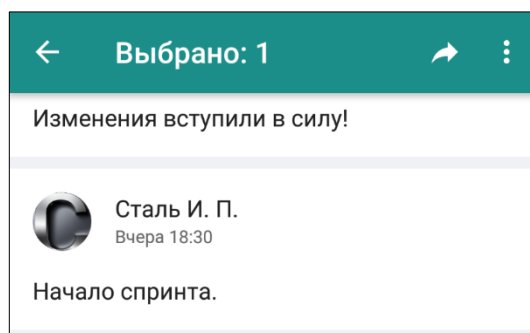 Выбрано: 1
Изменения вступили в силу!
Сталь И. П.
Вчера 18:30
Начало спринта.